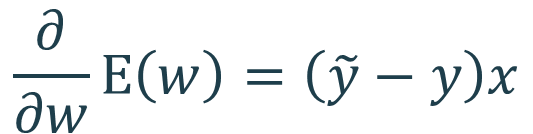 ∂/∂w E(w) = (ỹ − y)x